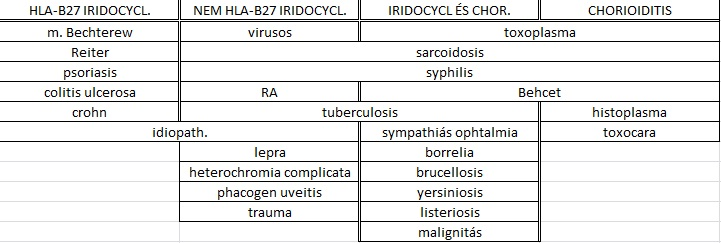 HLA-B27 IRIDOCYCL. NEM HLA-B27 IRIDOCYCL. IRIDOCYCL ÉS CHOR. CHORIOIDITIS
m. Bechterew virusos toxoplasma
Reiter sarcoidosis
psoriasis syphilis
colitis ulcerosa RA Behcet
crohn tuberculosis histoplasma
idiopath. sympathiás ophtalmia toxocara
lepra borrelia
heterochromia complicata brucellosis
phacogen uveitis yersiniosis
trauma listeriosis
malignitás